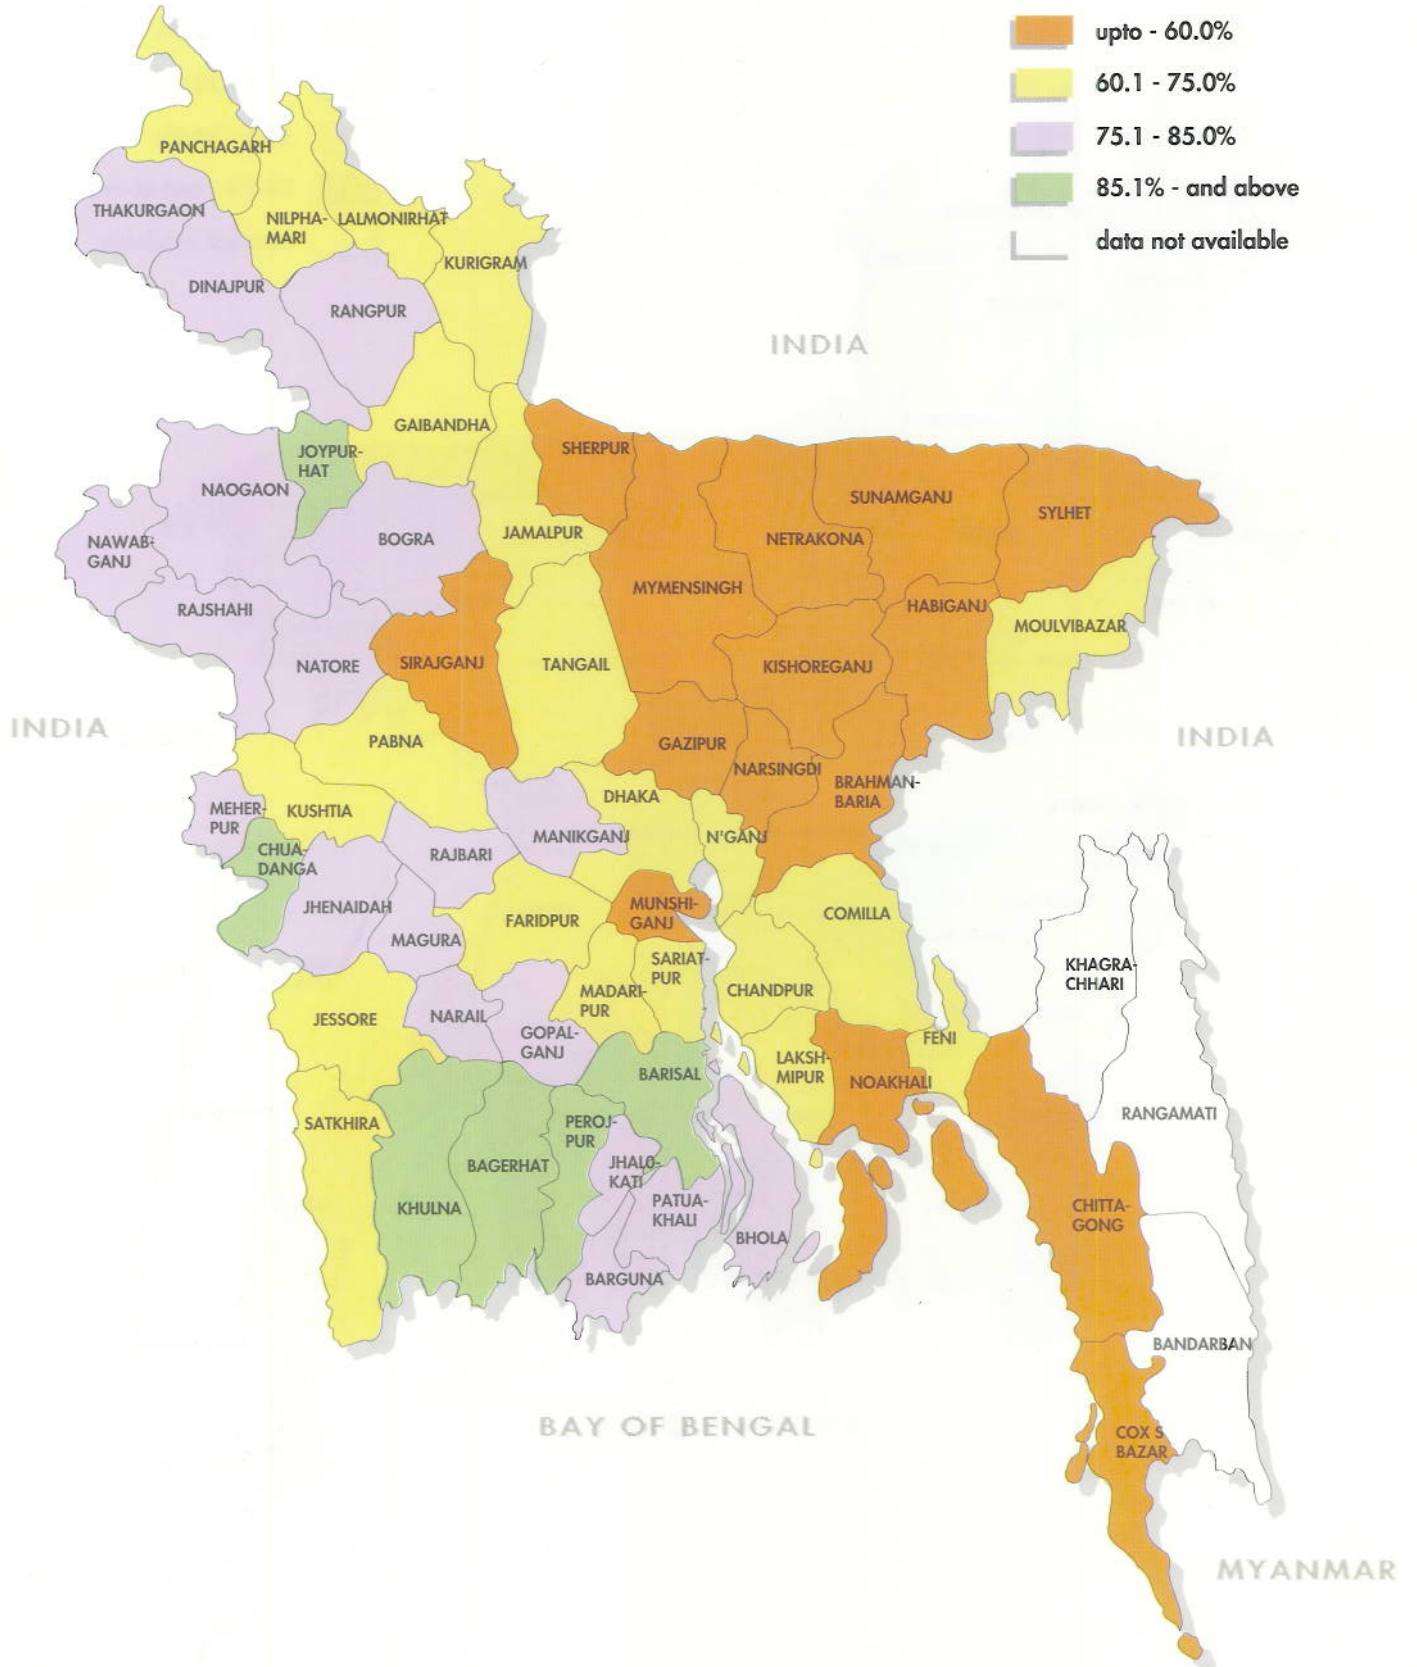 upto - 60.0%
60.1 - 75.0%
75.1 - 85.0%
85.1% - and above
data not available
PANCHAGARH
THAKURGAON
NILPHA-
MARI
LALMONIRHAT
KURIGRAM
DINAJPUR
RANGPUR
INDIA
GAIBANDHA
JOYPUR-
HAT
SHERPUR
NAOGAON
SUNAMGANJ
SYLHET
NAWAB-
GANJ
BOGRA
JAMALPUR
NETRAKONA
MYMENSINGH
RAJSHAHI
HABIGANJ
MOULVIBAZAR
NATORE
SIRAJGANJ
TANGAIL
KISHOREGANJ
INDIA
PABNA
GAZIPUR
INDIA
NARSINGDI
BRAHMAN-
BARIA
MEHER-
PUR
KUSHTIA
DHAKA
MANIKGANJ
N'GANJ
CHUA-
DANGA
RAJBARI
JHENAIDAH
MAGURA
FARIDPUR
MUNSHI-
GANJ
COMILLA
SARIAT-
PUR
KHAGRA-
CHHARI
MADARI-
PUR
CHANDPUR
JESSORE
NARAIL
GOPAL-
GANJ
FENI
LAKSH-
MIPUR
NOAKHALI
BARISAL
SATKHIRA
PEROJ-
PUR
RANGAMATI
BAGERHAT
JHALO-
KATI
KHULNA
PATUA-
KHALI
CHITTA-
GONG
BHOLA
BARGUNA
BANDARBAN
BAY OF BENGAL
COX S
BAZAR
MYANMAR